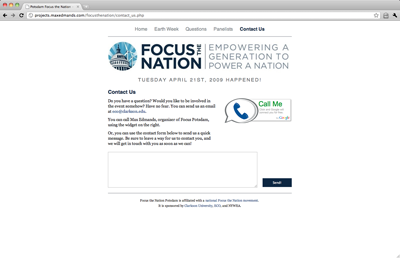 Potsdam Focus the Nation
projects.maxedmands.com/focusthenation/contact_us.php
Home Earth Week Questions Panelists Contact Us
FOCUS THE NATION
EMPOWERING A
GENERATION TO
POWER A NATION
TUESDAY APRIL 21ST, 2009 HAPPENED!
Contact Us
Do you have a question? Would you like to be involved in the
event somehow? Have no fear. You can send us an email
at eco@clarkson.edu.
You can call Max Edmands, organizer of Focus Potsdam,
using the widget on the right.
Or, you can use the contact form below to send us a quick
message. Be sure to leave a way for us to contact you, and
we will get in touch with you as soon as we can!
Call Me
Send!
Focus the Nation Potsdam is affiliated with a national Focus the Nation movement.
It is sponsored by Clarkson University, ECO, and NYWEA.